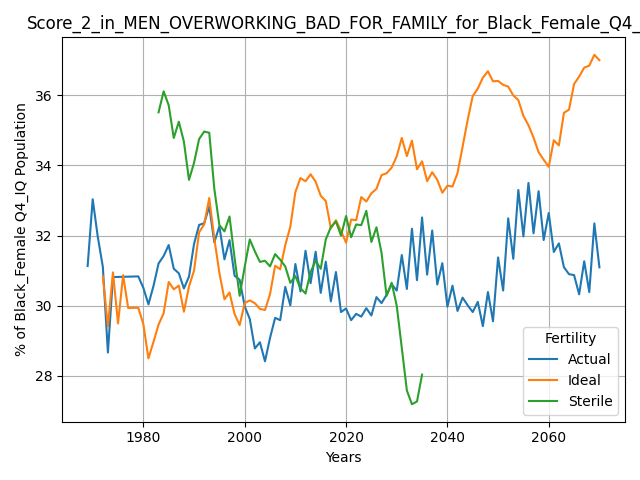 Score_2_in_MEN_OVERWORKING_BAD_FOR_FAMILY_for_Black_Female_Q4_
% of Black_Female Q4_IQ Population
36
34
32
30
28
1980
2000
2020
2040
2060
Years
Fertility
Actual
Ideal
Sterile